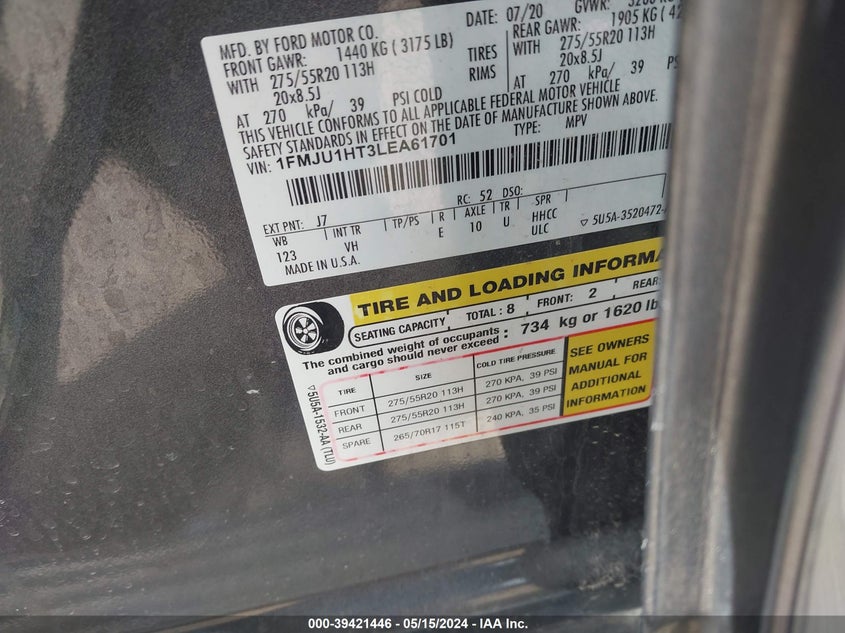 MFD. BY FORD MOTOR CO.
DATE: 07/20
GVWR:
FRONT GAWR: 1440 KG ( 3175 LB)
REAR GAWR: 1905 KG ( 42
WITH 275/55R20 113H TIRES WITH 275/55R20 113H
20x8.5J RIMS 20x8.5J
AT 270 kPa/ 39 PSI COLD AT 270 kPa/ 39 PSI
THIS VEHICLE CONFORMS TO ALL APPLICABLE FEDERAL MOTOR VEHICLE
SAFETY STANDARDS IN EFFECT ON THE DATE OF MANUFACTURE SHOWN ABOVE.
VIN: 1FMJU1HT3LEA61701 TYPE: MPV
EXT PNT: J7 RC: 52 DSO:
WB INT TR TP/PS R AXLE TR SPR
123 VH E 10 U HHCC ULC
MADE IN U.S.A.
▽ 5U5A-3520472-
TIRE AND LOADING INFORMA
SEATING CAPACITY TOTAL : 8 FRONT: 2 REAR:
The combined weight of occupants and cargo should never exceed : 734 kg or 1620 lb
TIRE SIZE COLD TIRE PRESSURE
FRONT 275/55R20 113H 270 KPA, 39 PSI
REAR 275/55R20 113H 270 KPA, 39 PSI
SPARE 265/70R17 115T 240 KPA, 35 PSI
SEE OWNERS
MANUAL FOR
ADDITIONAL
INFORMATION
▽5U5A-1532-AA (TLU)
000-39421446 - 05/15/2024 - IAA Inc.